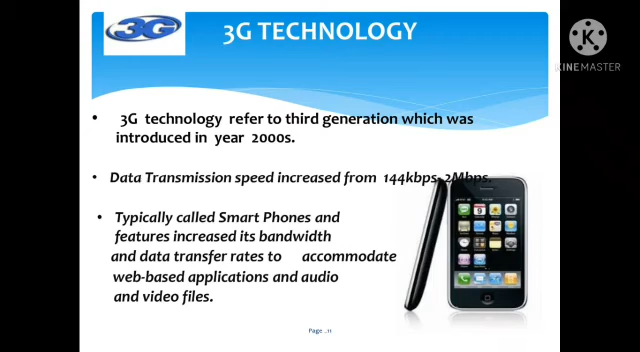 3G
3G TECHNOLOGY
K
KINEMASTER
• 3G technology refer to third generation which was
introduced in year 2000s.
• Data Transmission speed increased from 144kbps-2Mbps.
• Typically called Smart Phones and
features increased its bandwidth
and data transfer rates to accommodate
web-based applications and audio
and video files.